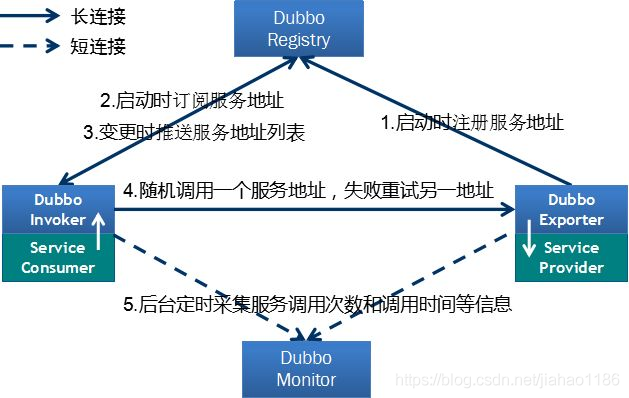 长连接
短连接
Dubbo
Registry
2.启动时订阅服务地址
3.变更时推送服务地址列表
1.启动时注册服务地址
Dubbo
Invoker
Service
Consumer
4.随机调用一个服务地址，失败重试另一地址
Dubbo
Exporter
Service
Provider
5.后台定时采集服务调用次数和调用时间等信息
Dubbo
Monitor
https://blog.csdn.net/jiahao1186